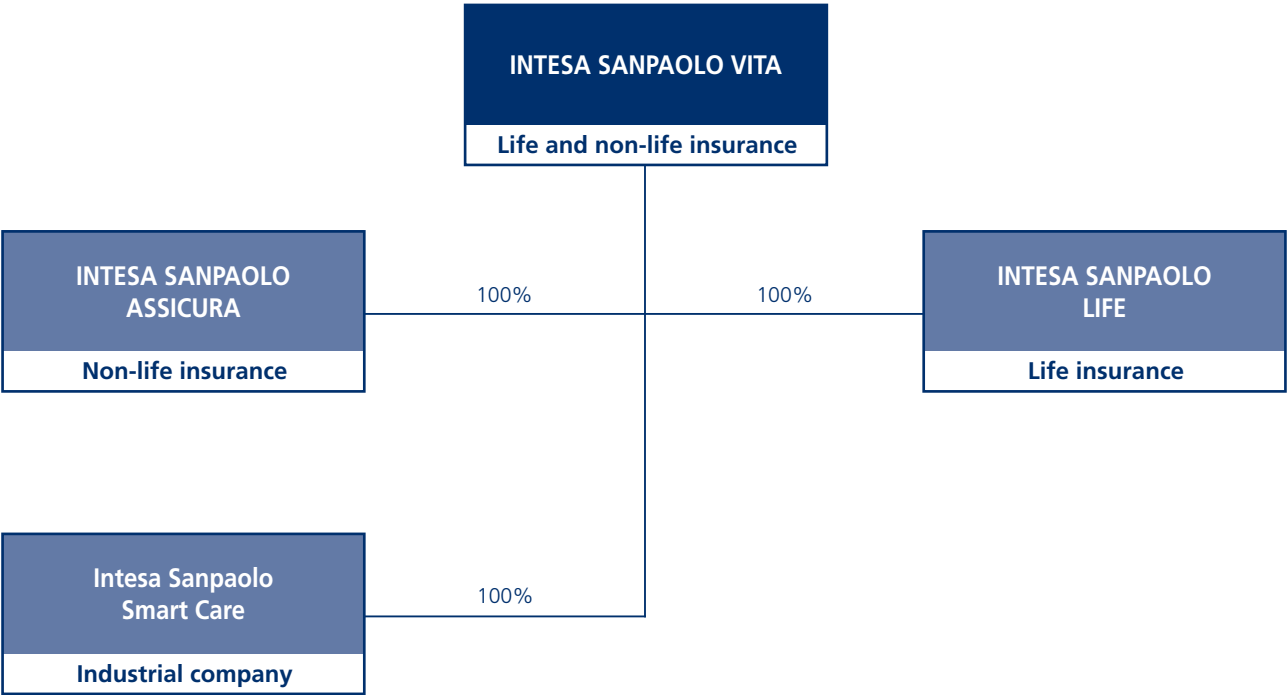 INTESA SANPAOLO VITA
Life and non-life insurance
INTESA SANPAOLO
ASSICURA
Non-life insurance
100%
100%
INTESA SANPAOLO
LIFE
Life insurance
Intesa Sanpaolo
Smart Care
Industrial company
100%